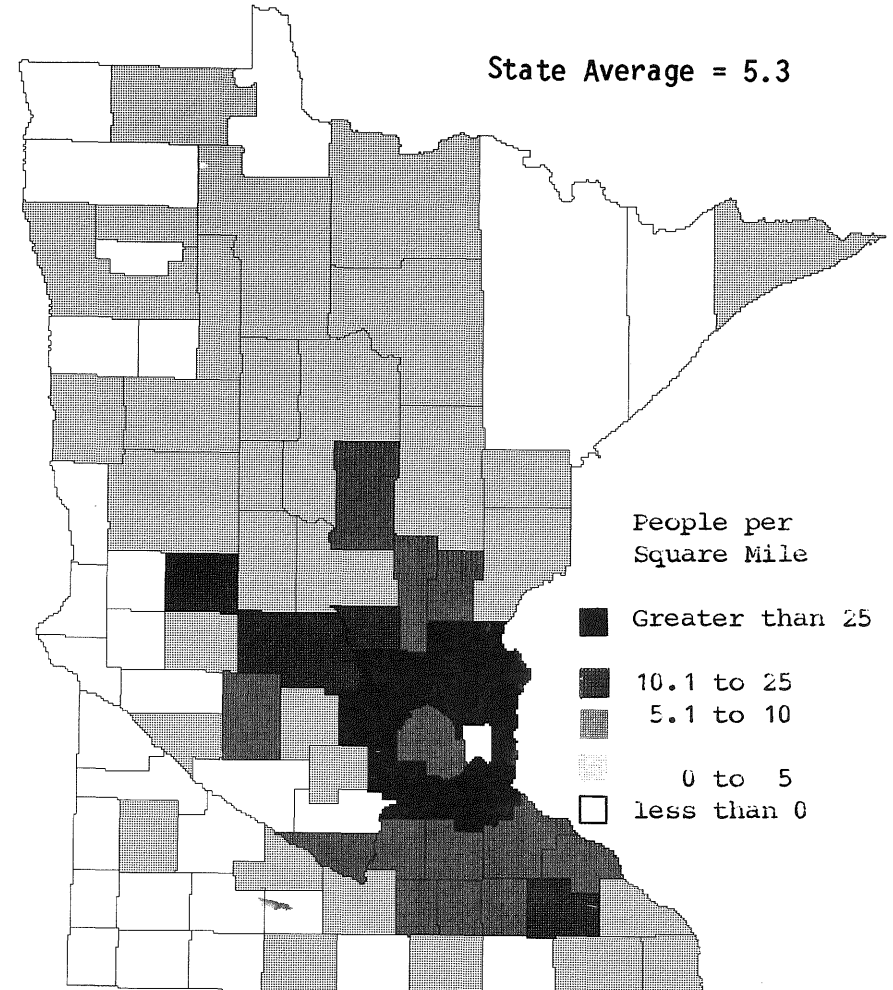 State Average = 5.3
People per
Square Mile
Greater than 25
10.1 to 25
5.1 to 10
0 to 5
less than 0